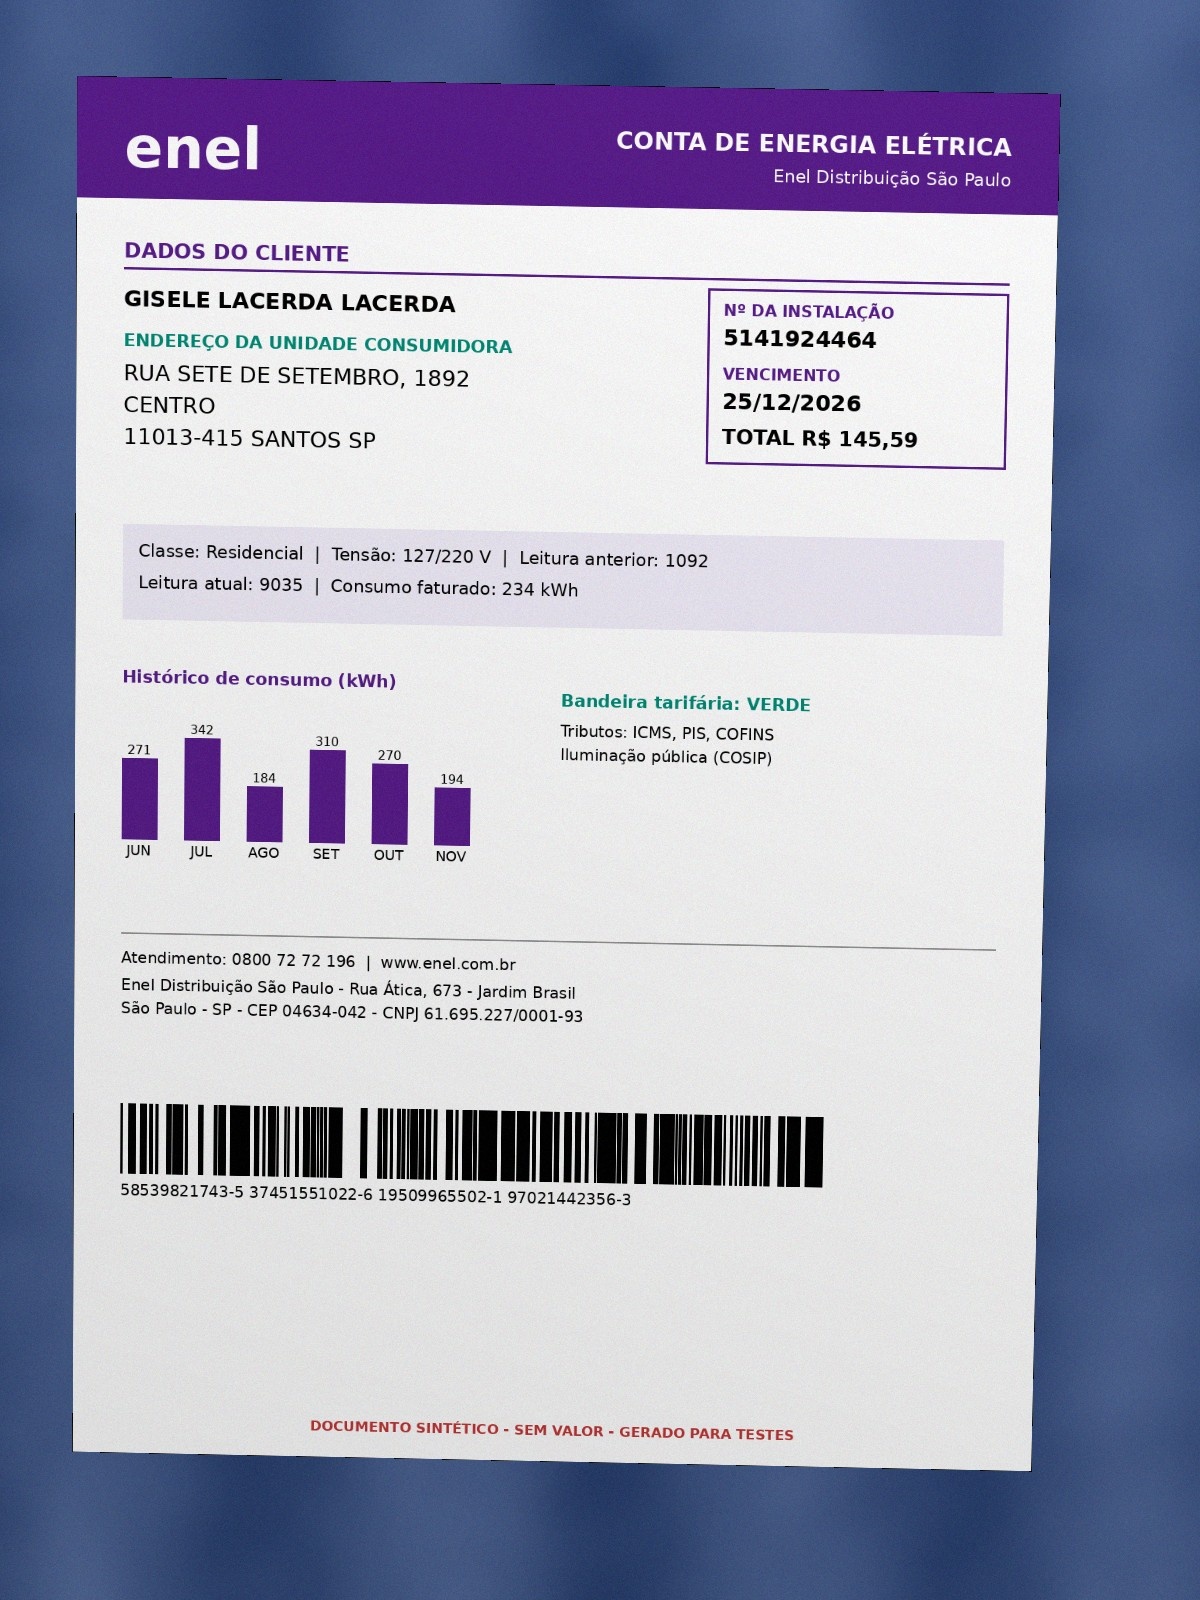 enel
CONTA DE ENERGIA ELÉTRICA
Enel Distribuição São Paulo
DADOS DO CLIENTE
GISELE LACERDA LACERDA
ENDEREÇO DA UNIDADE CONSUMIDORA
RUA SETE DE SETEMBRO, 1892
CENTRO
11013-415 SANTOS SP
Nº DA INSTALAÇÃO
5141924464
VENCIMENTO
25/12/2026
TOTAL R$ 145,59
Classe: Residencial | Tensão: 127/220 V | Leitura anterior: 1092
Leitura atual: 9035 | Consumo faturado: 234 kWh
Histórico de consumo (kWh)
271 342 184 310 270 194
JUN JUL AGO SET OUT NOV
Bandeira tarifária: VERDE
Tributos: ICMS, PIS, COFINS
Iluminação pública (COSIP)
Atendimento: 0800 72 72 196 | www.enel.com.br
Enel Distribuição São Paulo - Rua Ática, 673 - Jardim Brasil
São Paulo - SP - CEP 04634-042 - CNPJ 61.695.227/0001-93
58539821743-5 37451551022-6 19509965502-1 97021442356-3
DOCUMENTO SINTÉTICO - SEM VALOR - GERADO PARA TESTES